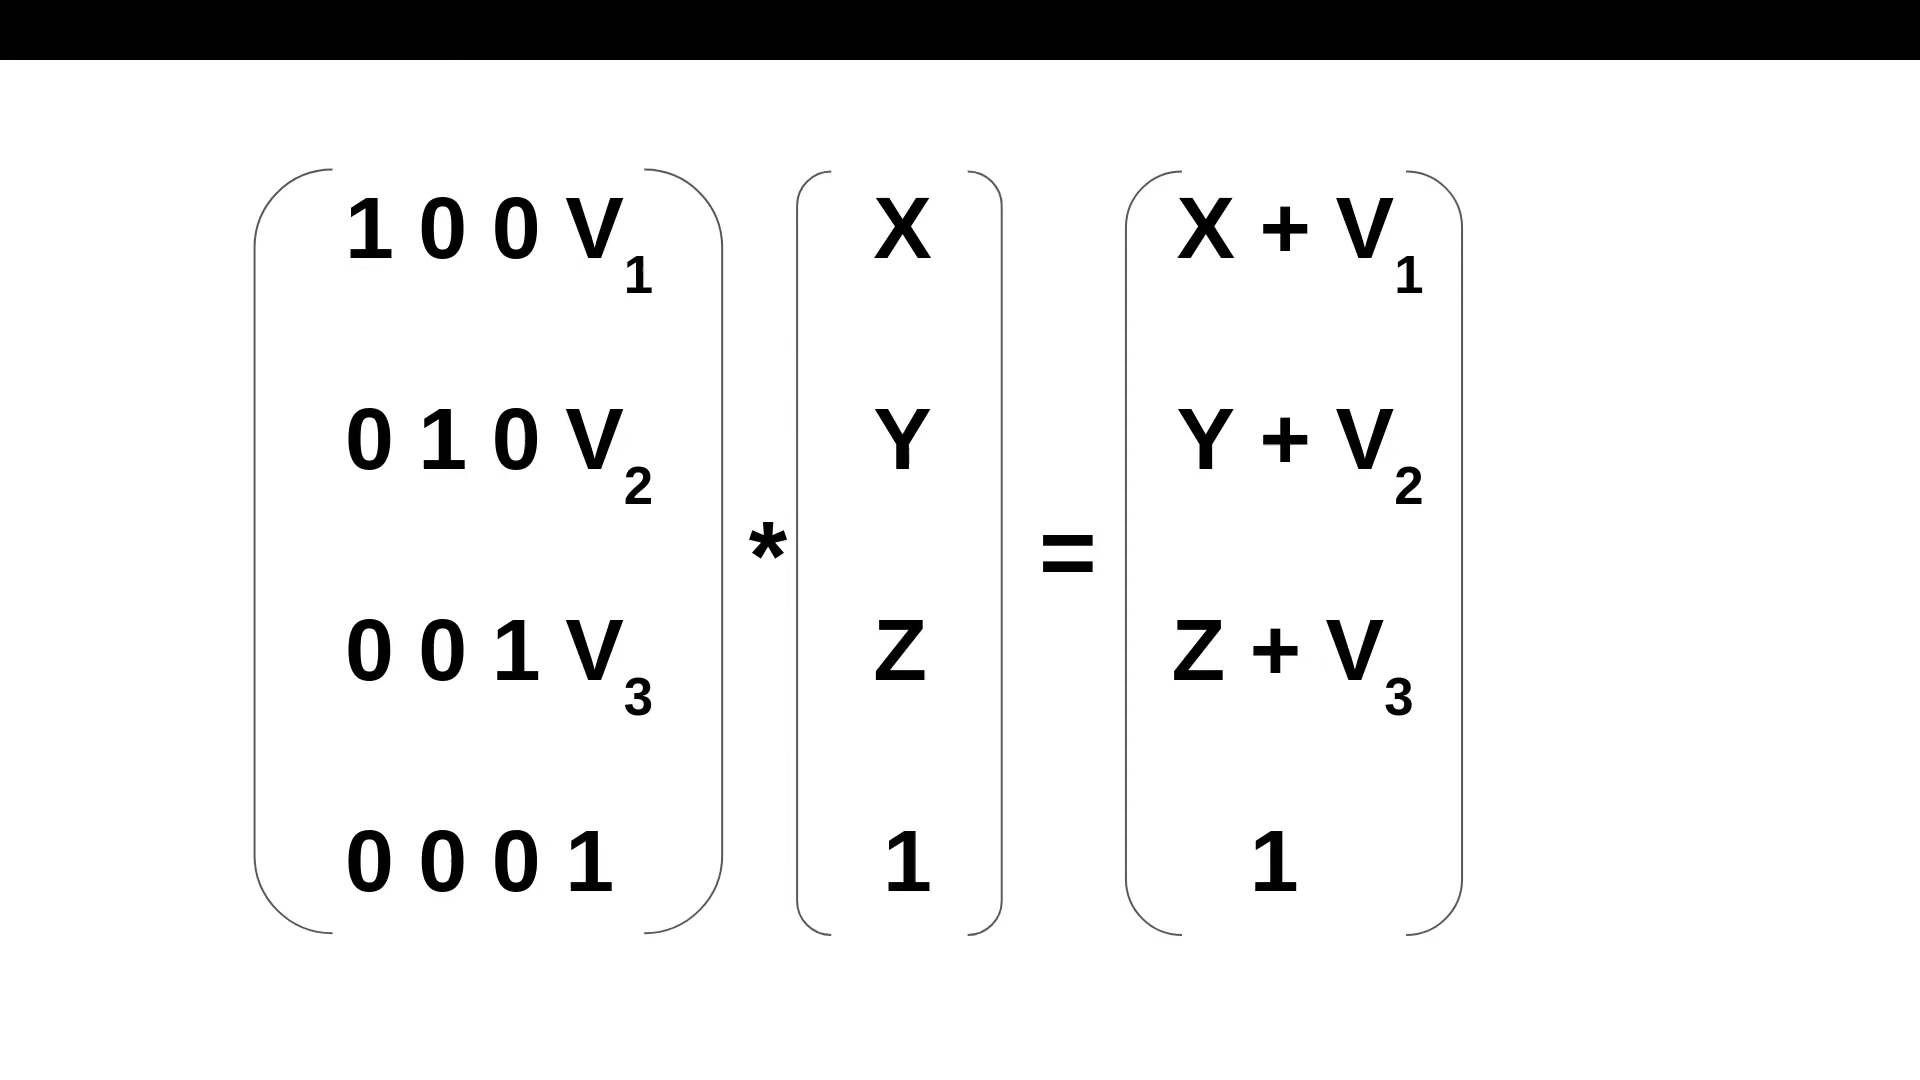 1 0 0 V₁ X X + V₁
0 1 0 V₂ Y Y + V₂
* =
0 0 1 V₃ Z Z + V₃
0 0 0 1 1 1